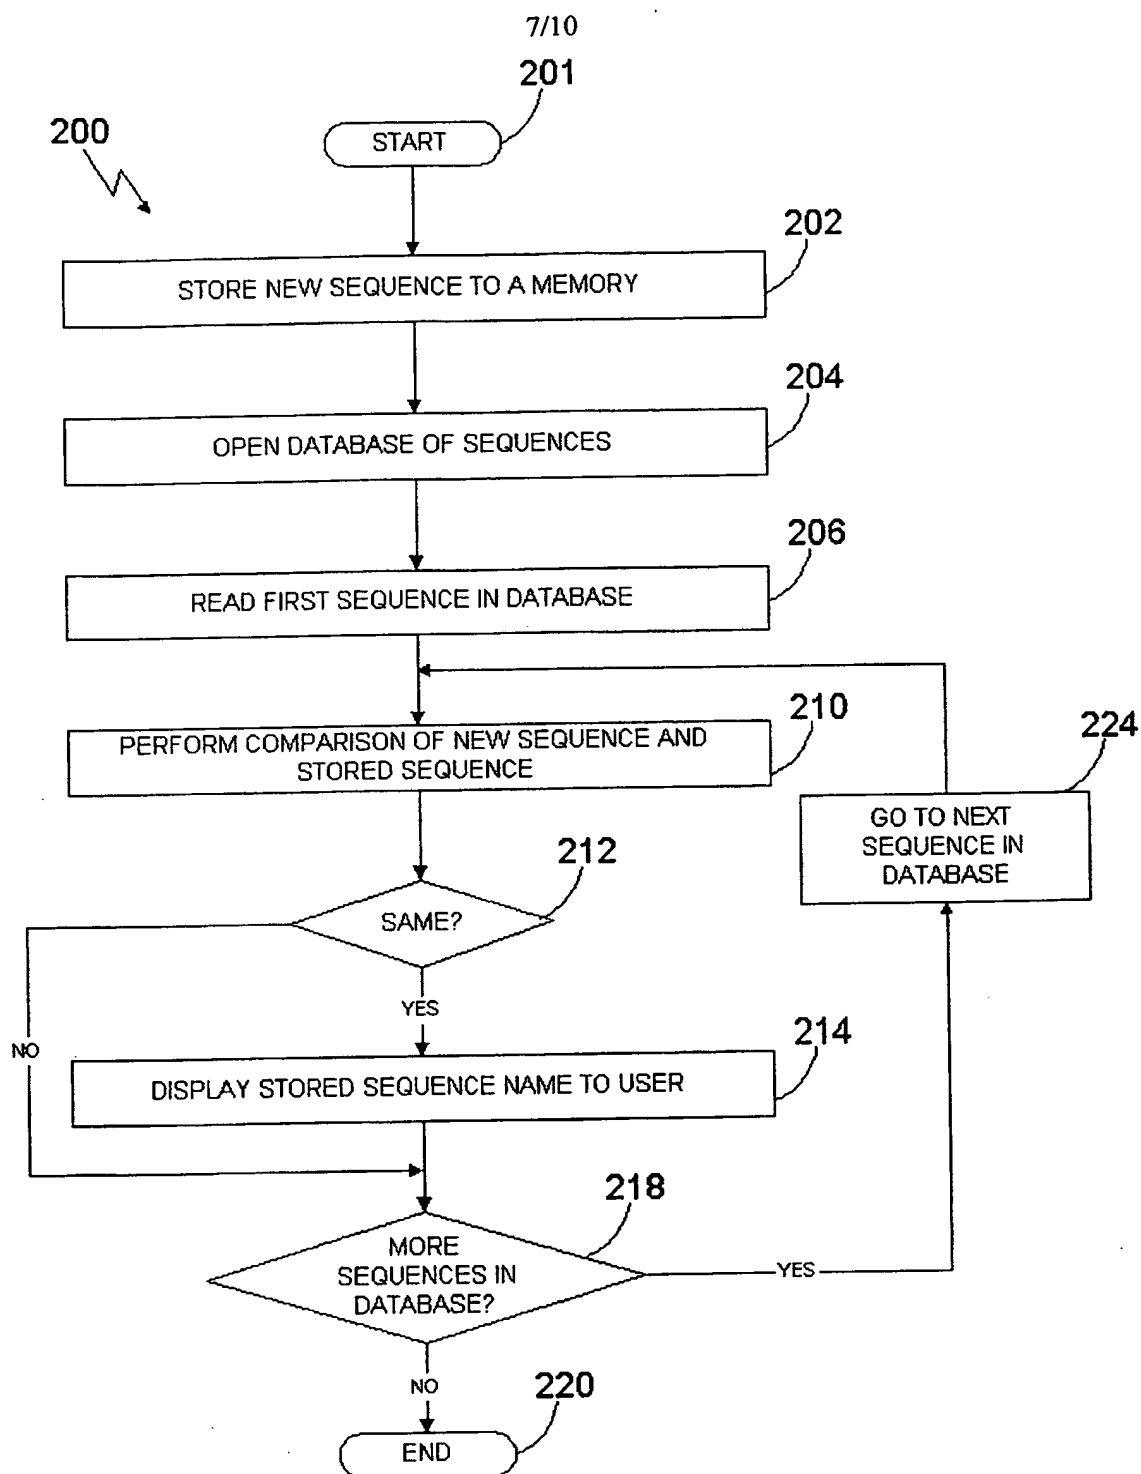 7/10
201
200
START
202
STORE NEW SEQUENCE TO A MEMORY
204
OPEN DATABASE OF SEQUENCES
206
READ FIRST SEQUENCE IN DATABASE
210
PERFORM COMPARISON OF NEW SEQUENCE AND
STORED SEQUENCE
224
GO TO NEXT
SEQUENCE IN
DATABASE
212
SAME?
YES
NO
214
DISPLAY STORED SEQUENCE NAME TO USER
218
MORE
SEQUENCES IN
DATABASE?
YES
NO
220
END